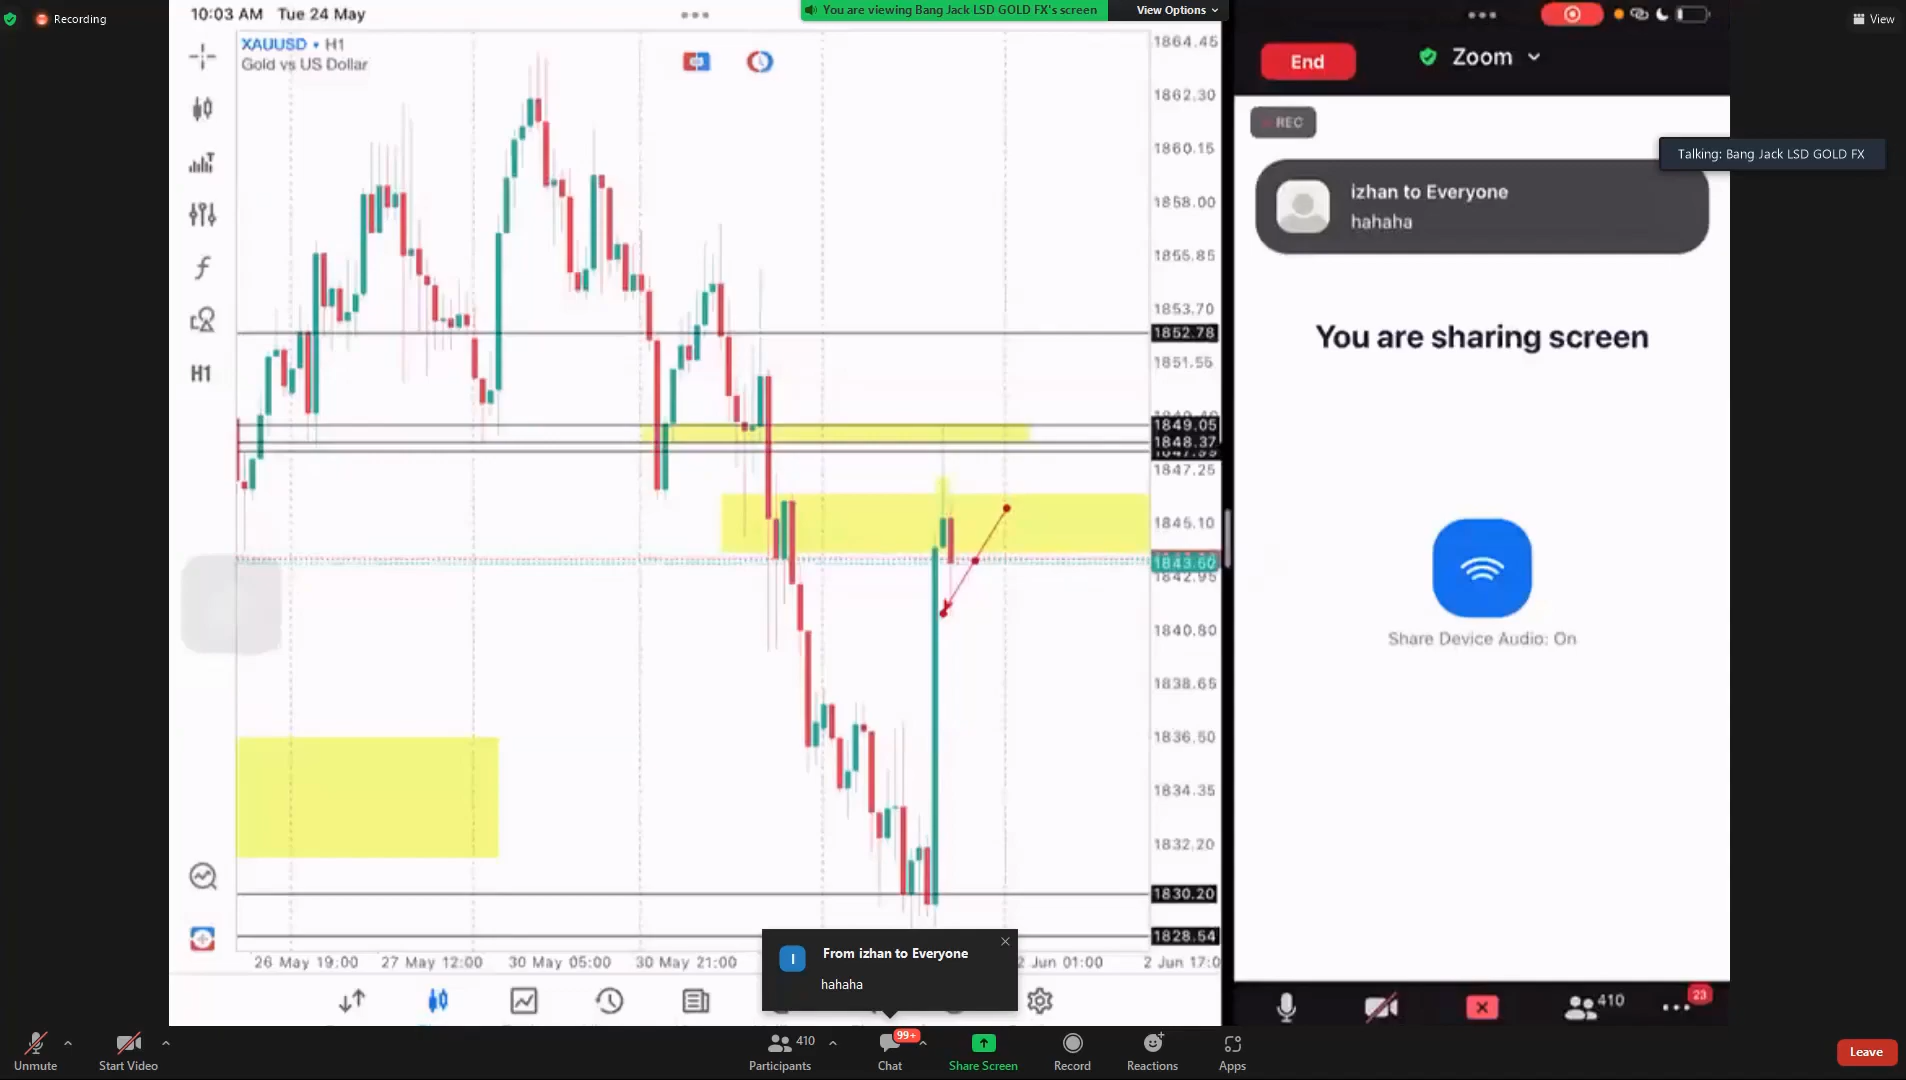 Recording
10:03 AM Tue 24 May
You are viewing Bang Jack LSD GOLD FX's screen
View Options
View
XAUUSD • H1
Gold vs US Dollar
H1
1864.45
1862.30
1860.15
1858.00
1855.85
1853.70
1852.78
1851.55
1849.05
1848.37
1847.25
1845.10
1843.60
1842.95
1840.80
1838.65
1836.50
1834.35
1832.20
1830.20
1828.54
26 May 19:00
27 May 12:00
30 May 05:00
30 May 21:00
2 Jun 01:00
2 Jun 17:0
End
Zoom
REC
Talking: Bang Jack LSD GOLD FX
izhan to Everyone
hahaha
You are sharing screen
Share Device Audio: On
410
23
I
From izhan to Everyone
hahaha
Unmute
Start Video
410
Participants
99+
Chat
Share Screen
Record
Reactions
Apps
Leave